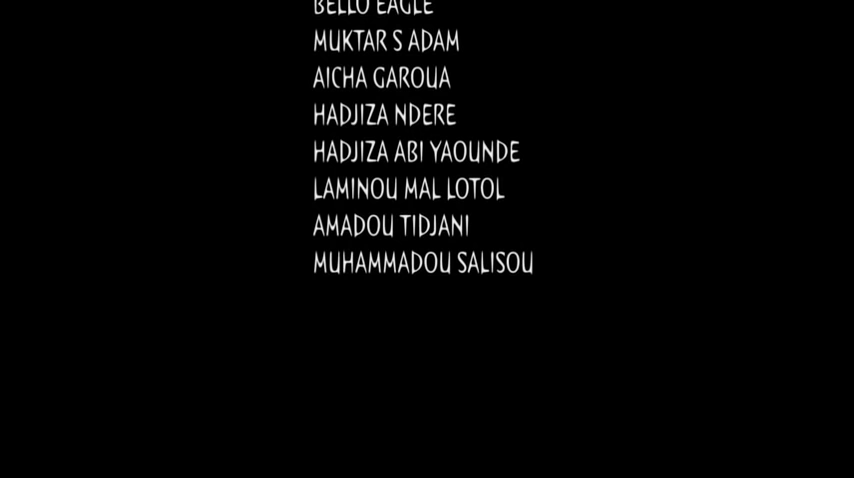 BELLO EAGLE
MUKTAR S ADAM
AICHA GAROUA
HADJIZA NDERE
HADJIZA ABI YAOUNDE
LAMINOU MAL LOTOL
AMADOU TIDJANI
MUHAMMADOU SALISOU